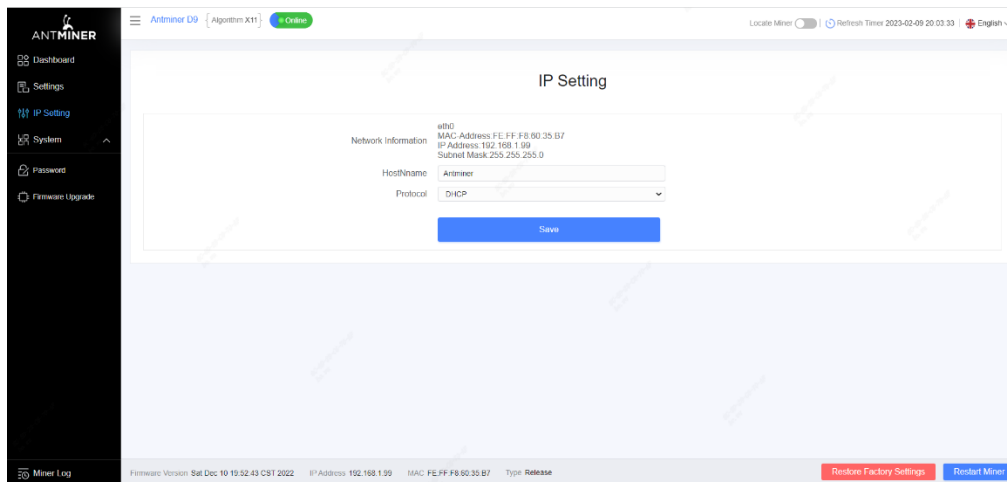 ANTMINER
Antminer D9 { Algorithm X11 } Online
Locate Miner Refresh Timer 2023-02-09 20:03:33 English
Dashboard
Settings
IP Setting
System
Password
Firmware Upgrade
Miner Log
IP Setting
Network Information
eth0
MAC-Address:FE:FF:F8:60:35:B7
IP Address:192.168.1.99
Subnet Mask:255.255.255.0
HostNname Antminer
Protocol DHCP
Save
Firmware Version Sat Dec 10 19:52:43 CST 2022 IP Address 192.168.1.99 MAC FE:FF:F8:60:35:B7 Type Release
Restore Factory Settings Restart Miner